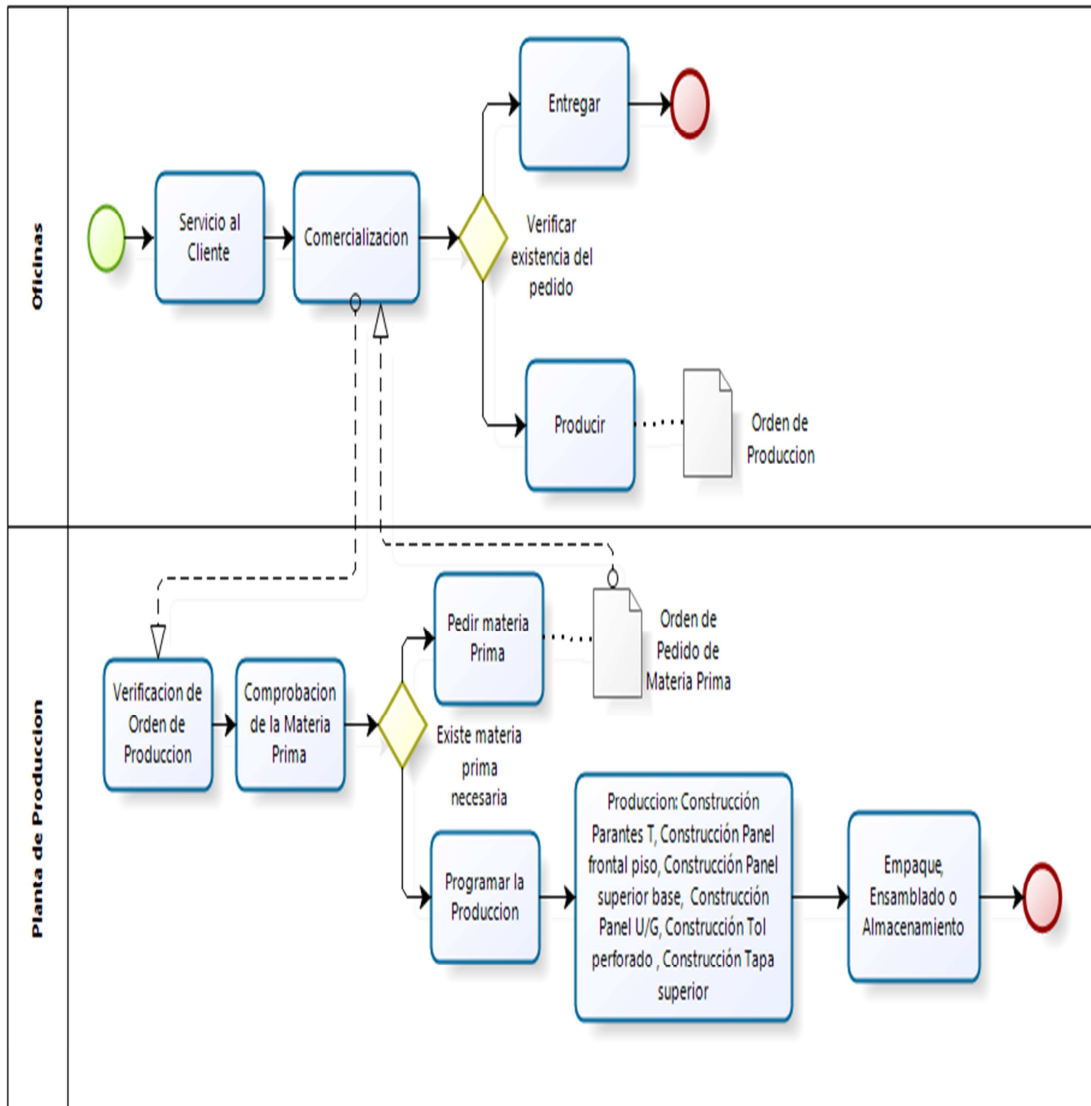 Oficinas
Entregar
Servicio al
Cliente
Comercializacion
Verificar
existencia del
pedido
Producir
Orden de
Produccion
Planta de Produccion
Pedir materia
Prima
Orden de
Pedido de
Materia Prima
Verificacion de
Orden de
Produccion
Comprobacion
de la Materia
Prima
Existe materia
prima
necesaria
Programar la
Produccion
Produccion: Construcción
Parantes T, Construcción Panel
frontal piso, Construcción Panel
superior base, Construcción
Panel U/G, Construcción Tol
perforado , Construcción Tapa
superior
Empaque,
Ensamblado o
Almacenamiento